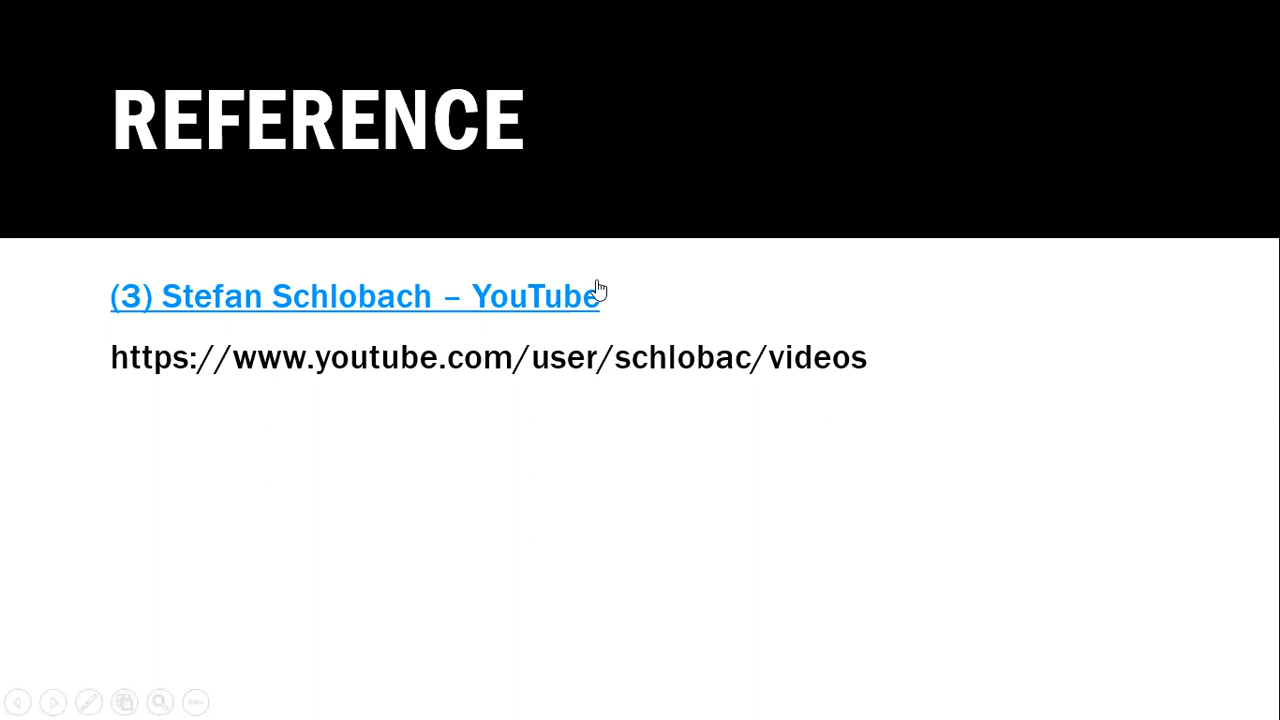 REFERENCE
(3) Stefan Schlobach – YouTube
https://www.youtube.com/user/schlobac/videos